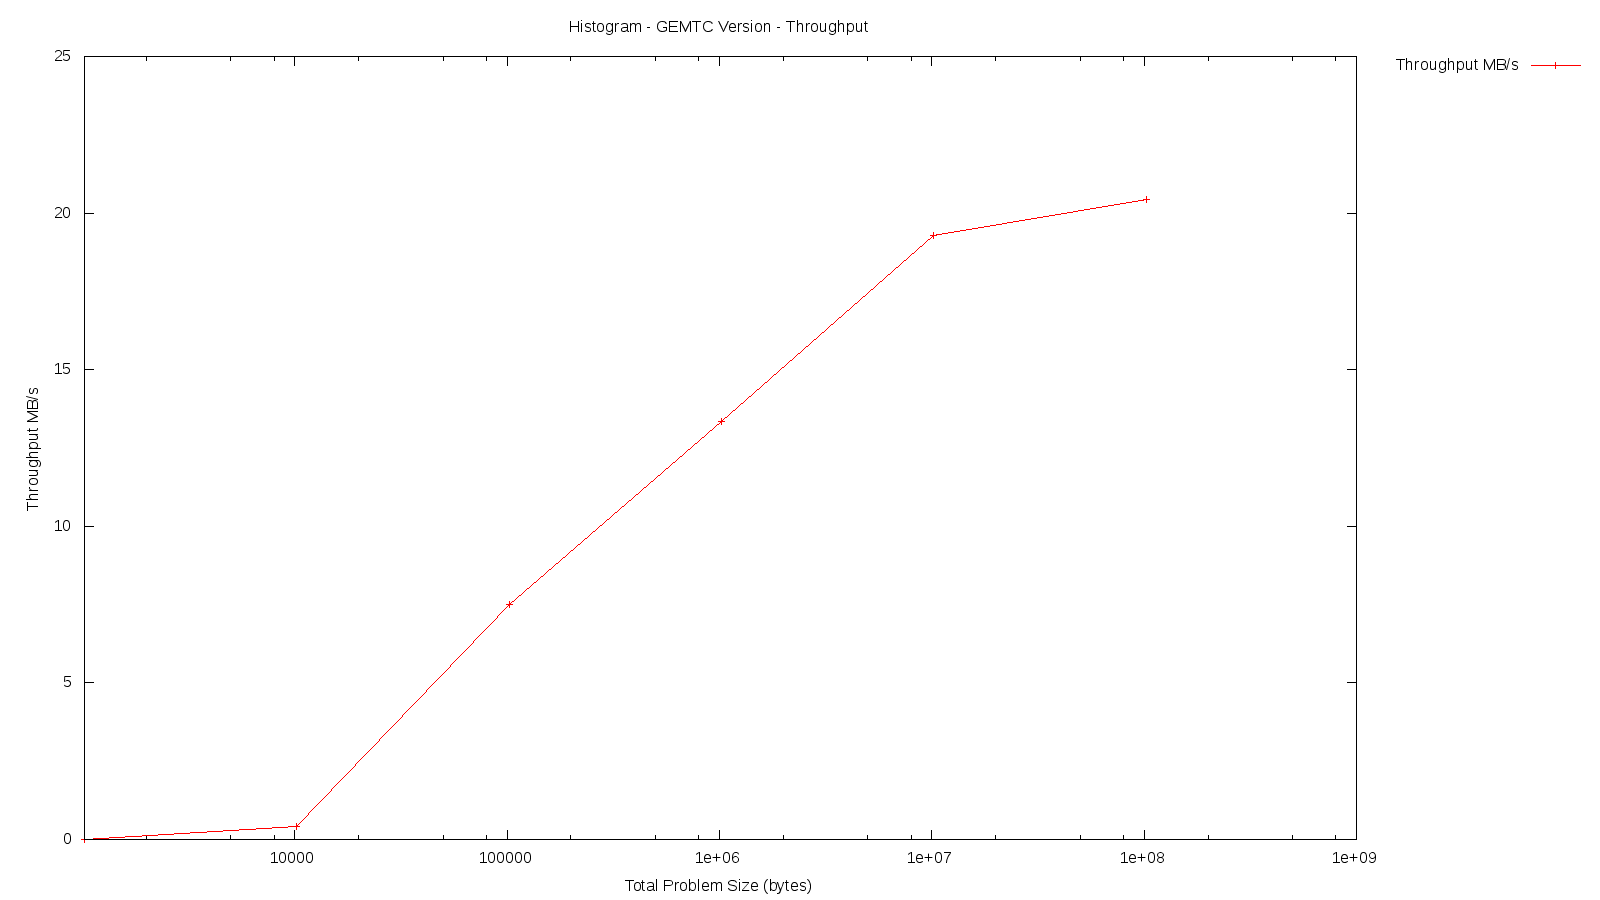 Histogram - GEMTC Version - Throughput
Throughput MB/s
25
20
15
10
5
0
Throughput MB/s
10000 100000 1e+06 1e+07 1e+08 1e+09
Total Problem Size (bytes)